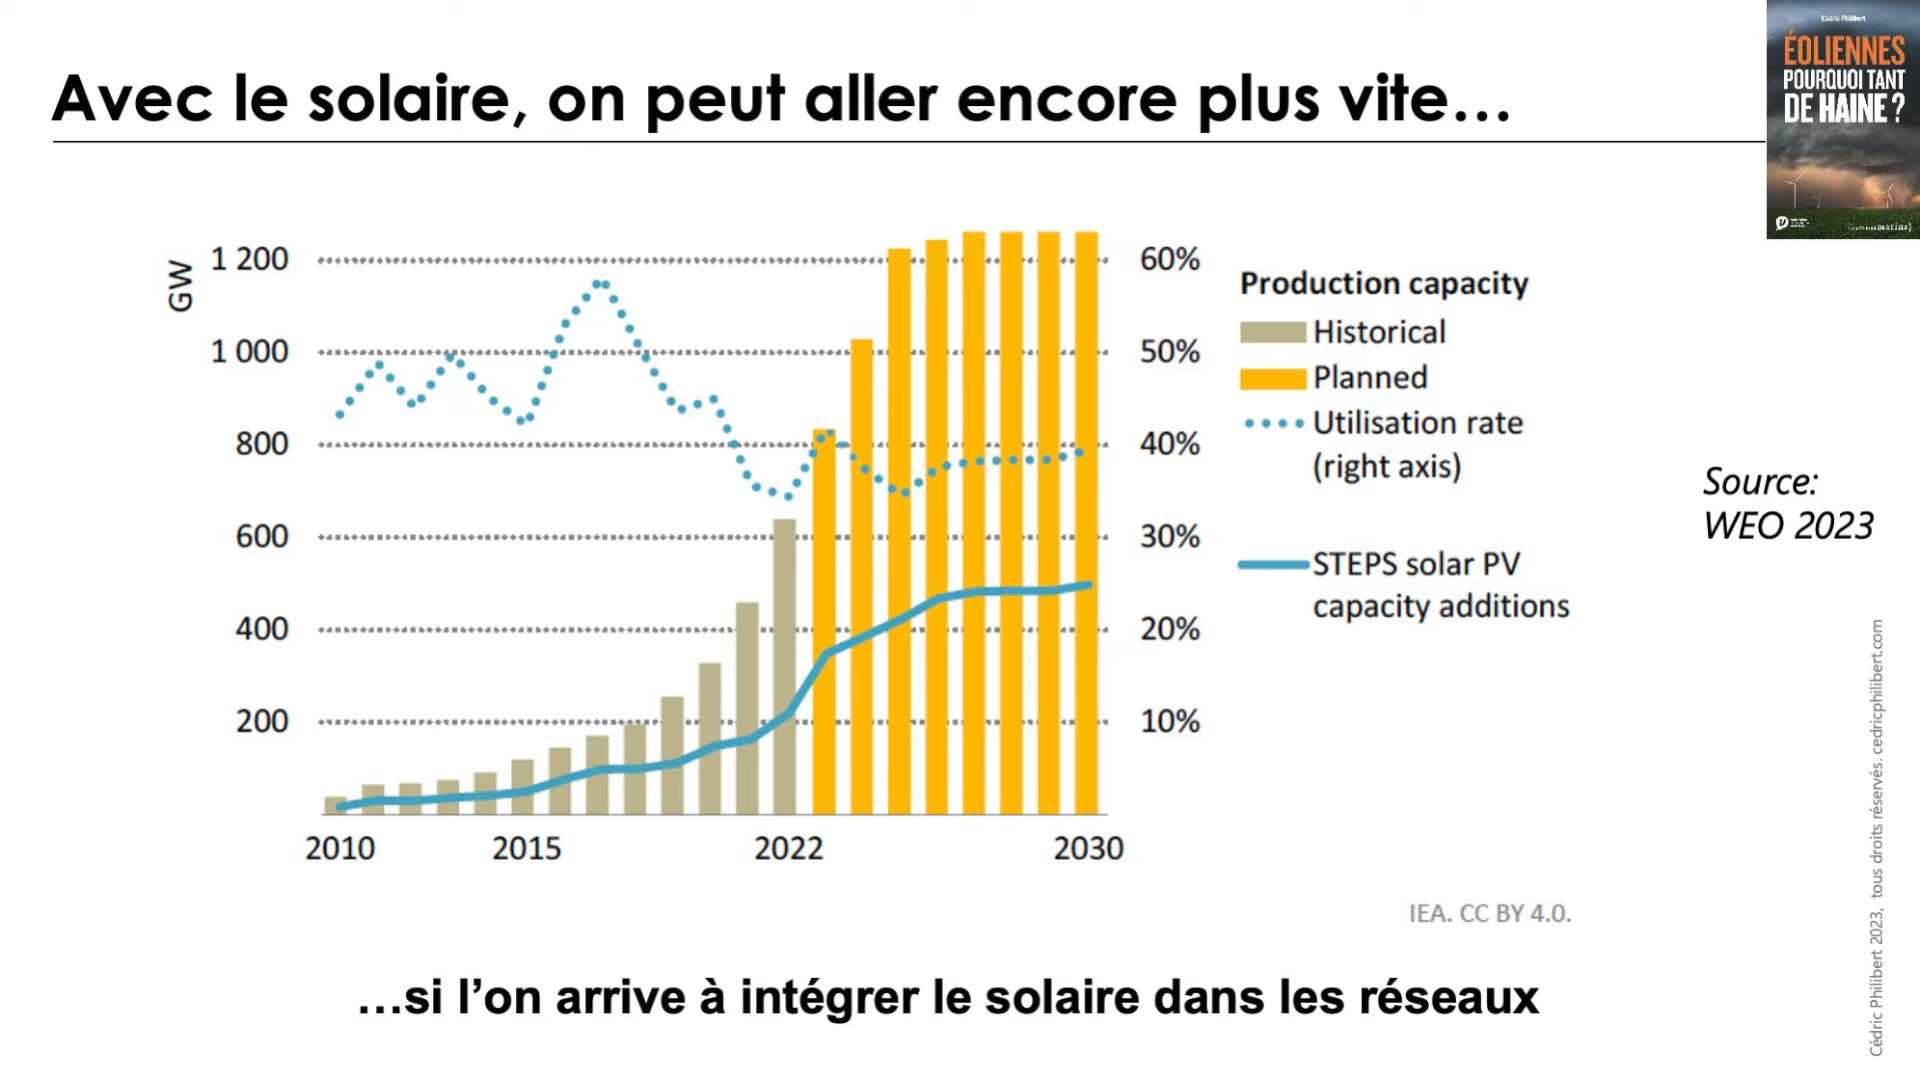 Avec le solaire, on peut aller encore plus vite…
Cédric Philibert
ÉOLIENNES
POURQUOI TANT
DE HAINE ?
GW
1 200
1 000
800
600
400
200
60%
50%
40%
30%
20%
10%
2010
2015
2022
2030
Production capacity
Historical
Planned
Utilisation rate
(right axis)
STEPS solar PV
capacity additions
Source:
WEO 2023
IEA. CC BY 4.0.
…si l’on arrive à intégrer le solaire dans les réseaux
Cédric Philibert 2023, tous droits réservés. cedricphilibert.com